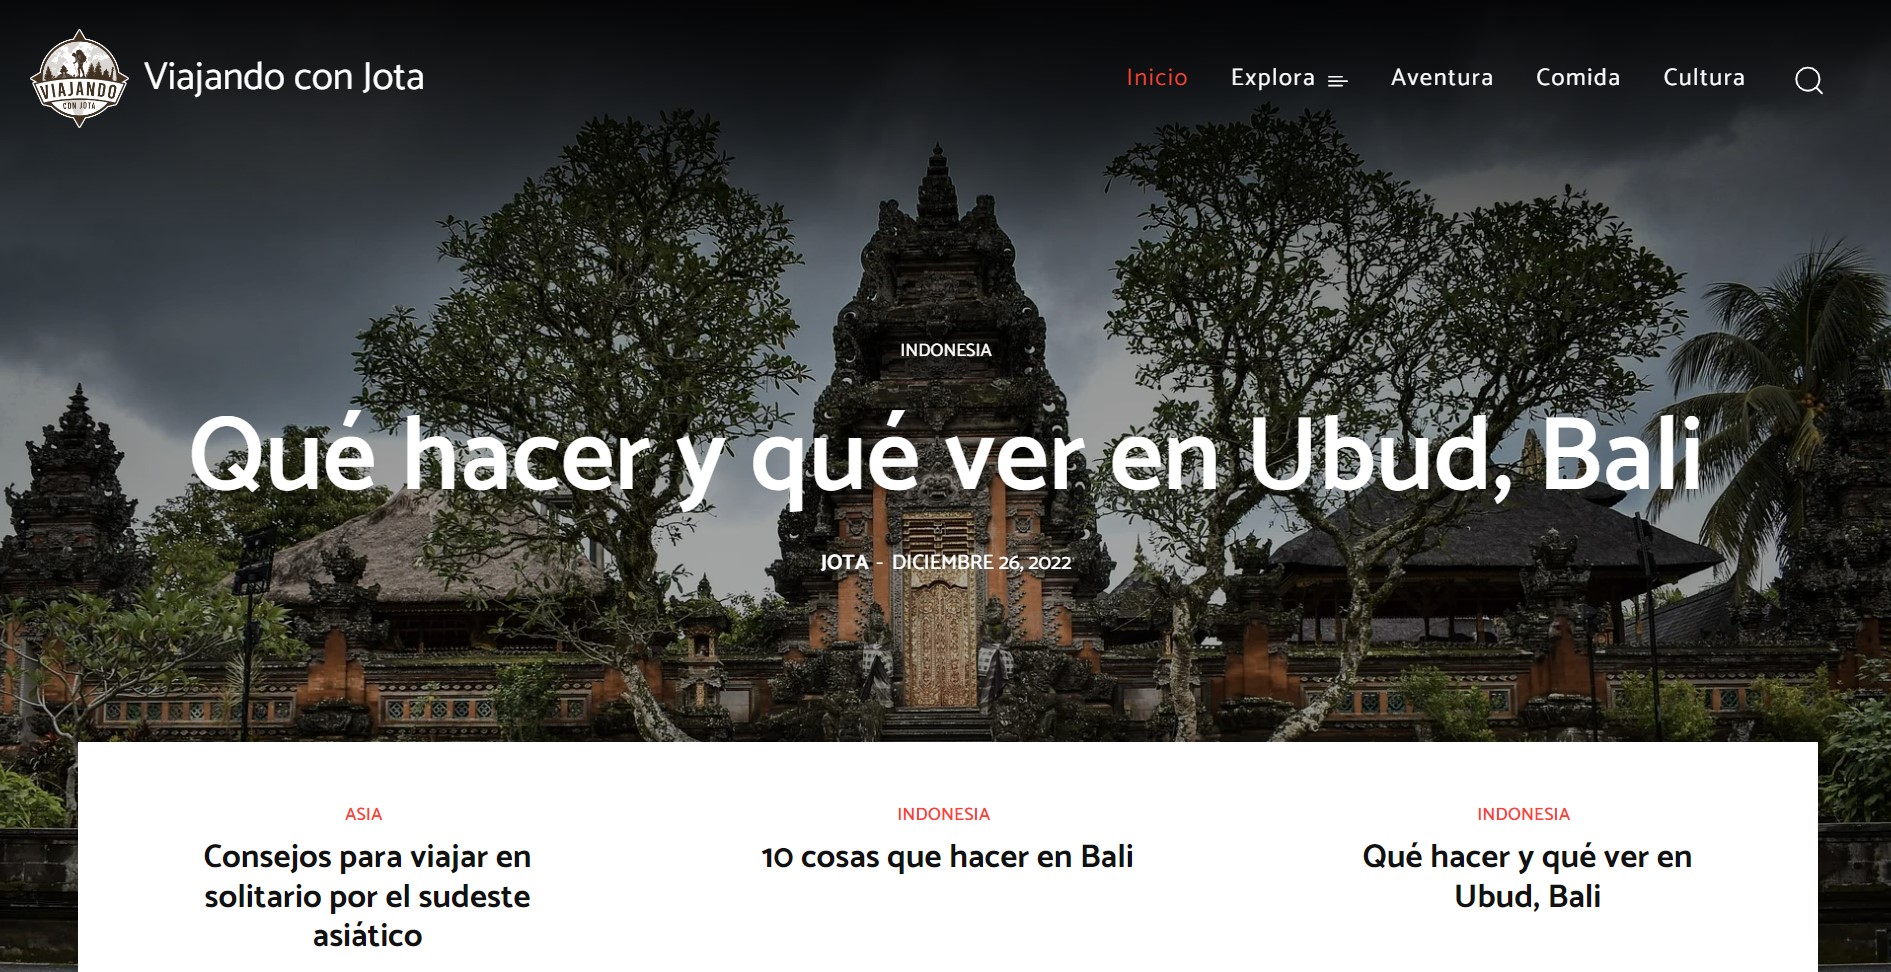 VIAJANDO
CON JOTA
Viajando con Jota
Inicio
Explora
Aventura
Comida
Cultura
INDONESIA
Qué hacer y qué ver en Ubud, Bali
JOTA - DICIEMBRE 26, 2022
ASIA
Consejos para viajar en
solitario por el sudeste
asiático
INDONESIA
10 cosas que hacer en Bali
INDONESIA
Qué hacer y qué ver en
Ubud, Bali